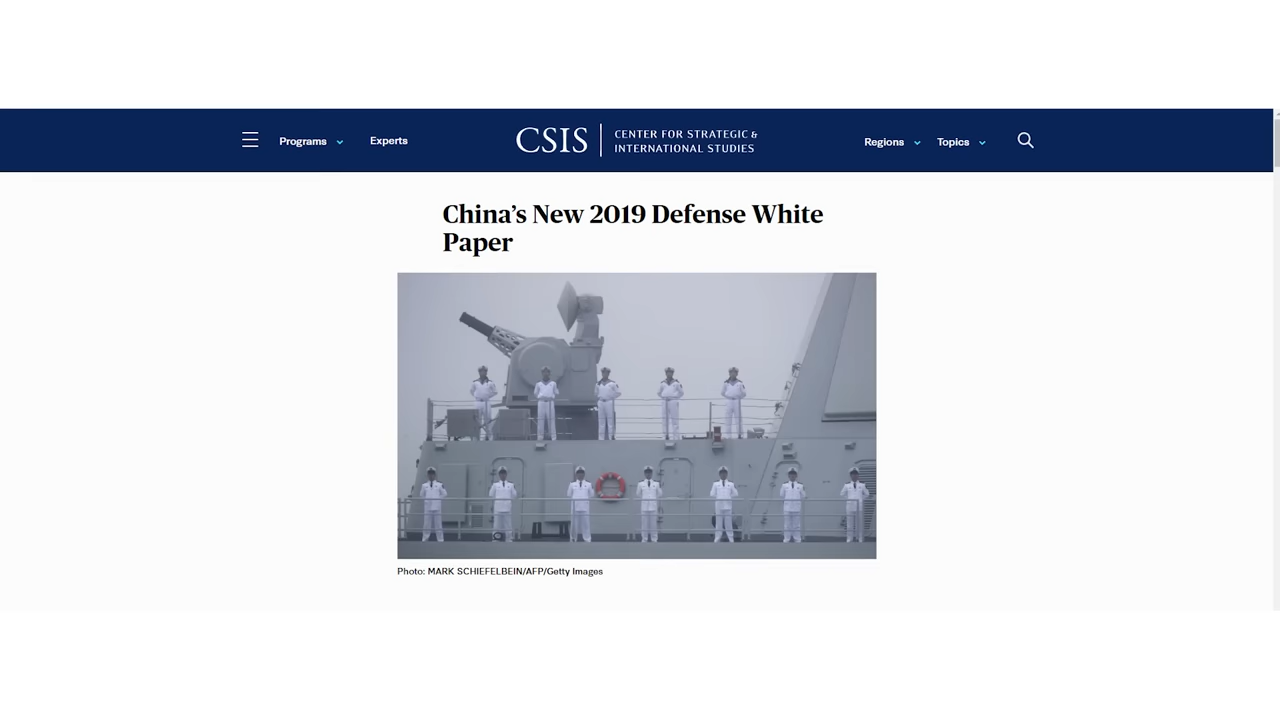 Programs
Experts
CSIS
CENTER FOR STRATEGIC &
INTERNATIONAL STUDIES
Regions
Topics
China's New 2019 Defense White
Paper
Photo: MARK SCHIEFELBEIN/AFP/Getty Images